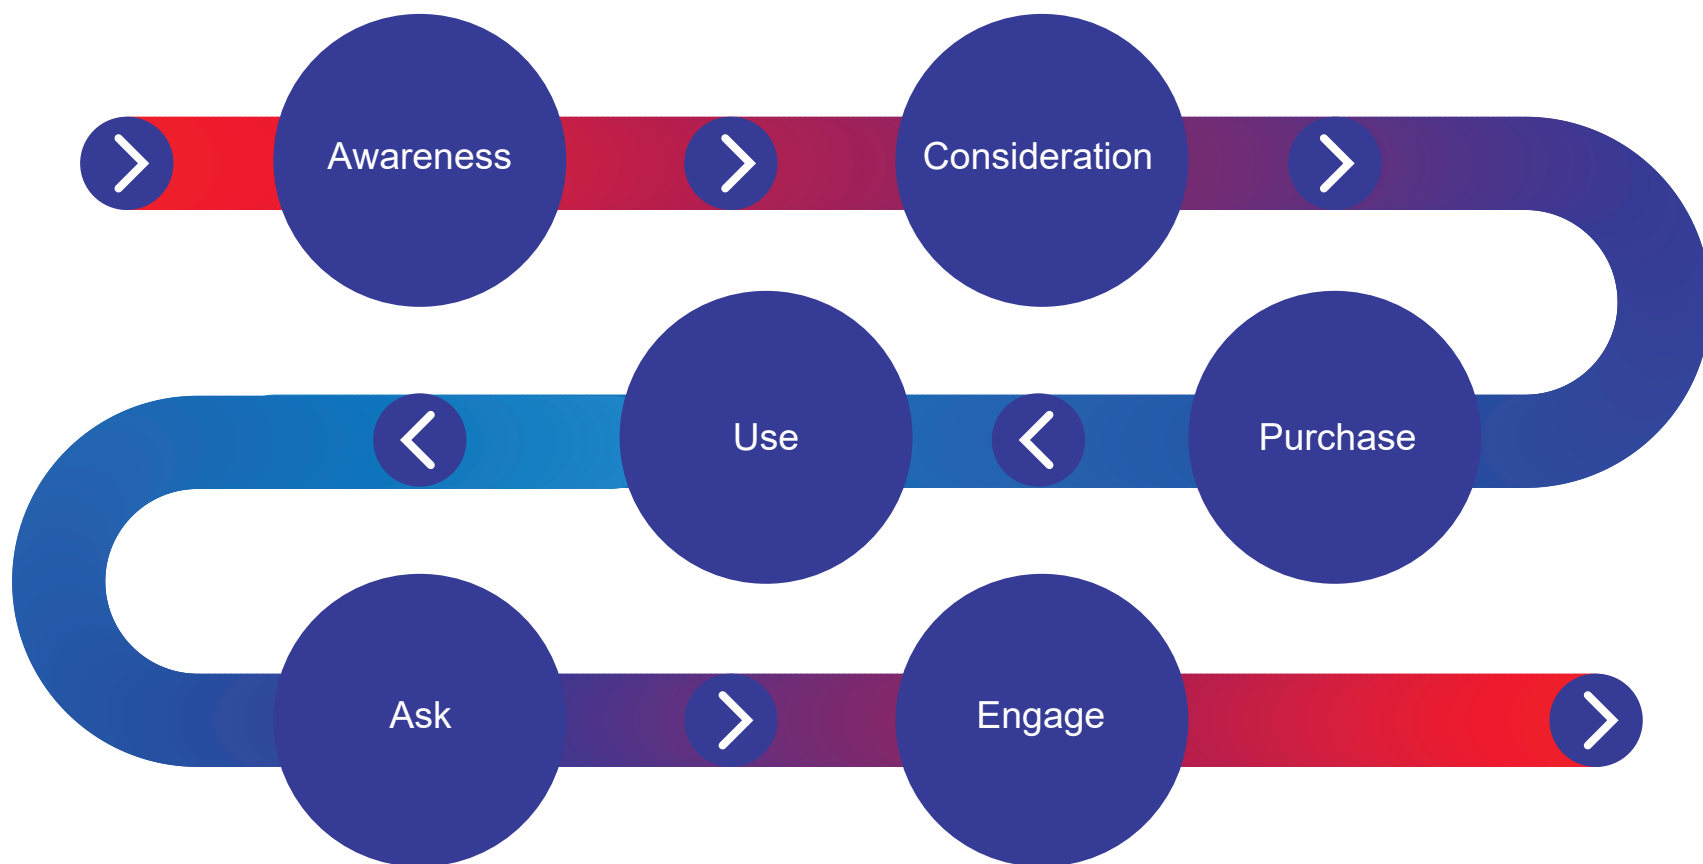 Awareness
Consideration
Purchase
Use
Ask
Engage